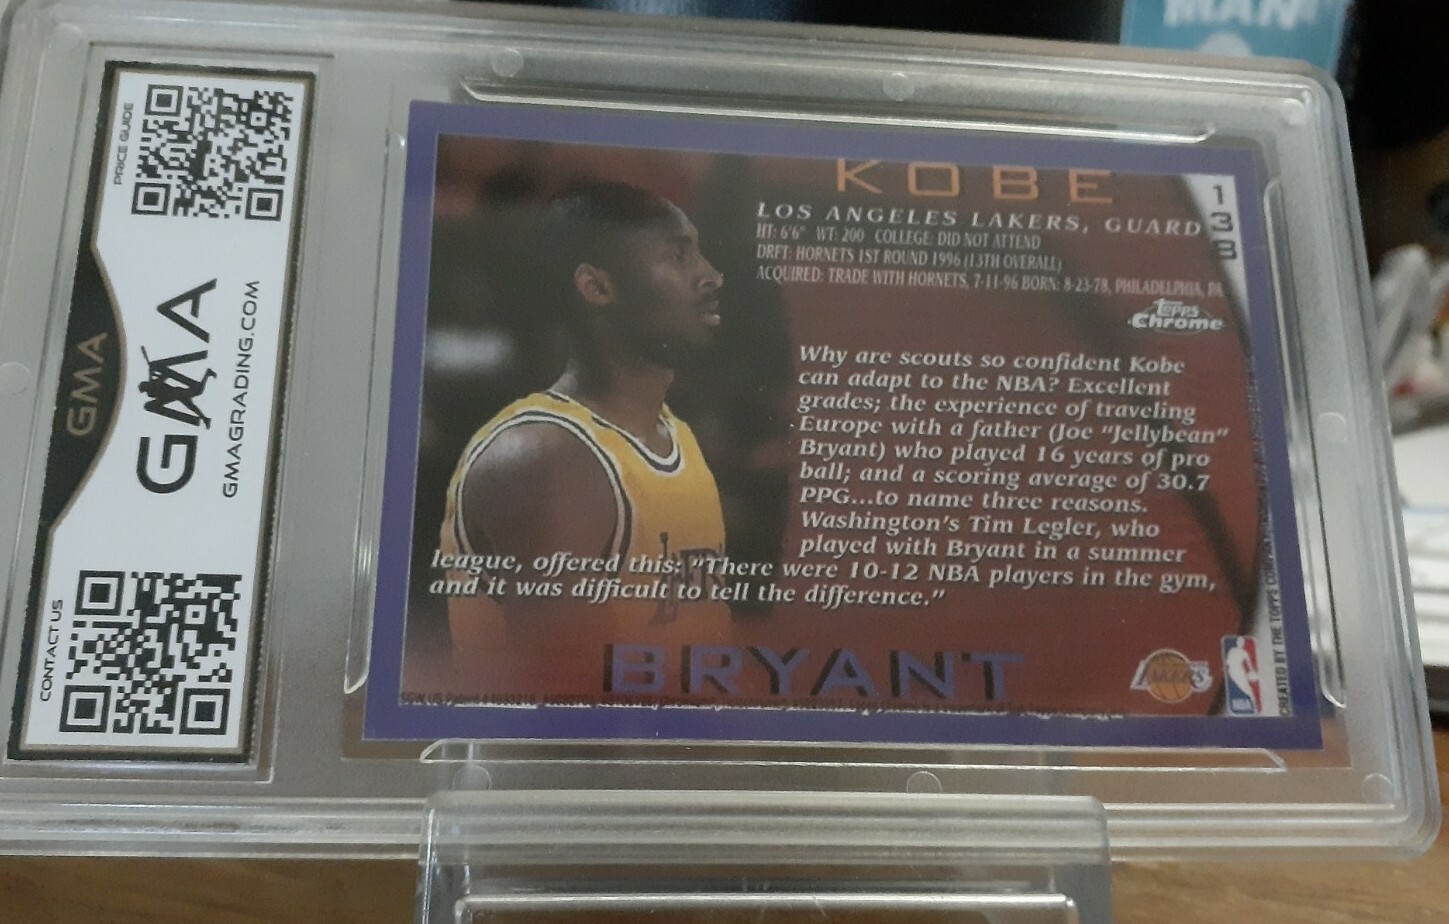 MAN
PRICE GUIDE
GMA
GMA
GMAGRADING.COM
CONTACT US
KOBE
138
LOS ANGELES LAKERS, GUARD
HT: 6'6" WT: 200 COLLEGE: DID NOT ATTEND
DRFT: HORNETS 1ST ROUND 1996 (13TH OVERALL)
ACQUIRED: TRADE WITH HORNETS, 7-11-96 BORN: 8-23-78, PHILADELPHIA, PA
Topps
Chrome
Why are scouts so confident Kobe
can adapt to the NBA? Excellent
grades; the experience of traveling
Europe with a father (Joe "Jellybean"
Bryant) who played 16 years of pro
ball; and a scoring average of 30.7
PPG...to name three reasons.
Washington's Tim Legler, who
played with Bryant in a summer
league, offered this: "There were 10-12 NBA players in the gym,
and it was difficult to tell the difference."
BRYANT
LAKERS
LAKERS
NBA
CREATED BY THE TOPPS